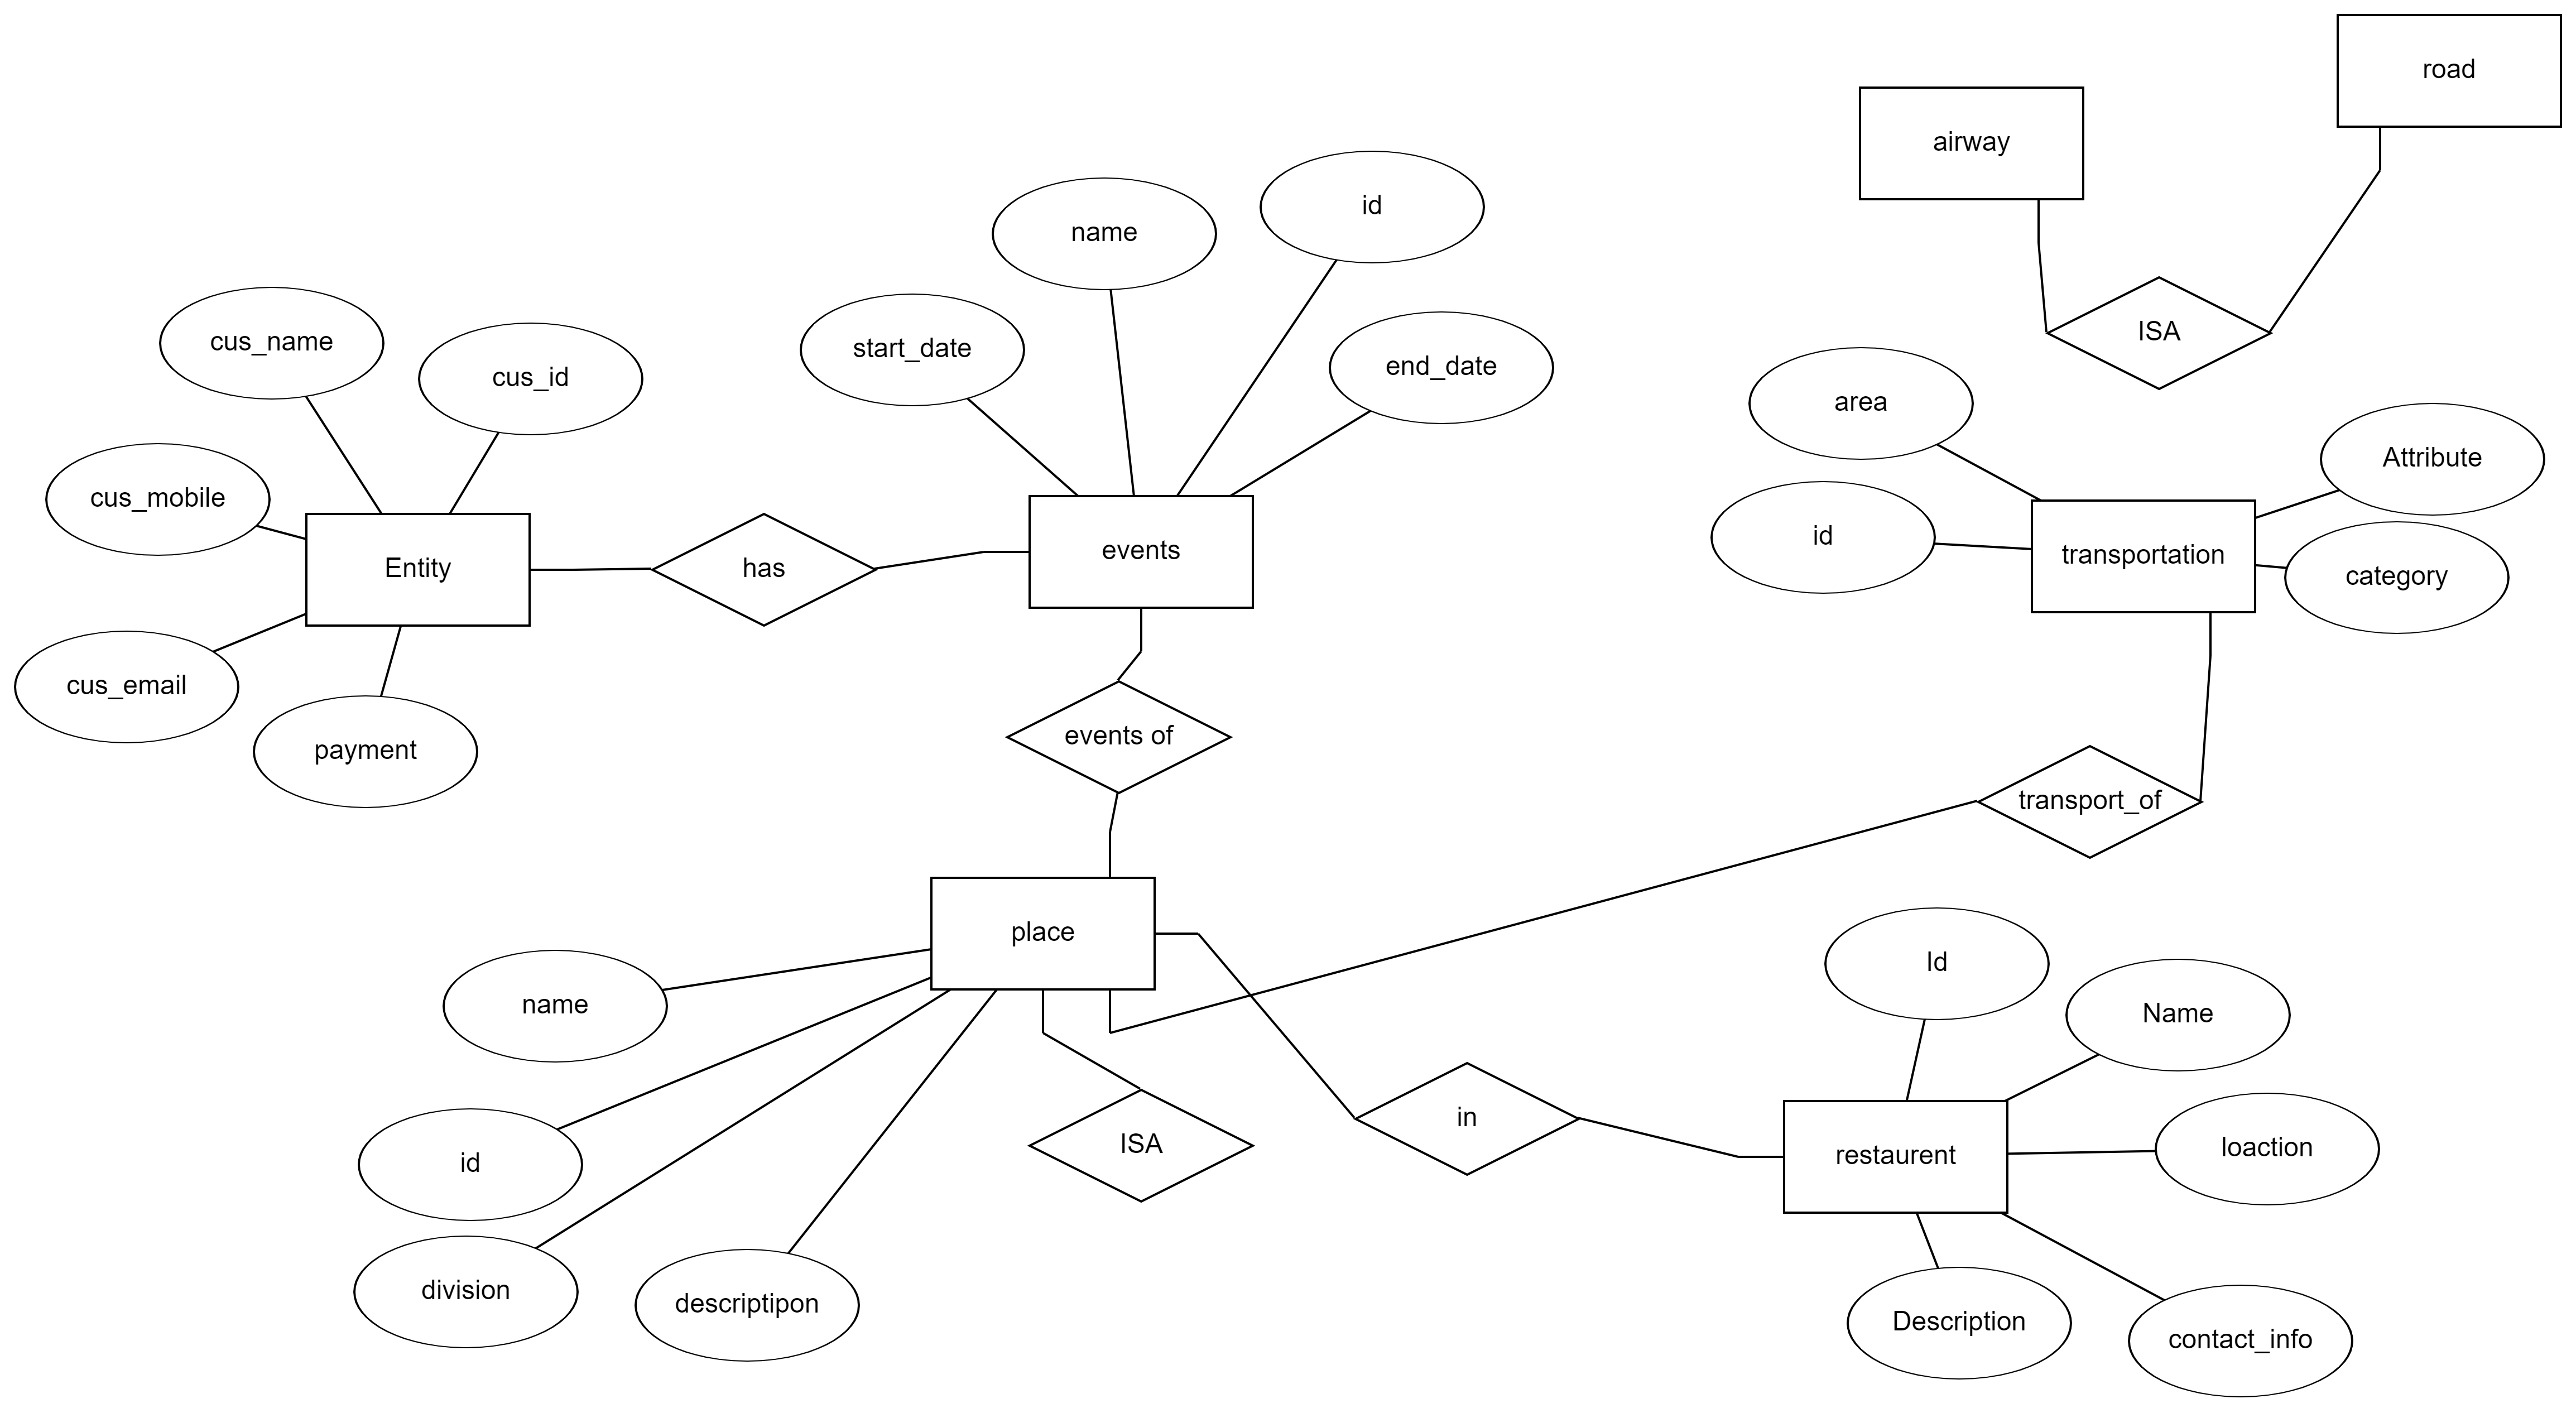 road
airway
id
name
ISA
cus_name
start_date
end_date
cus_id
area
Attribute
cus_mobile
id
events
transportation
category
Entity
has
cus_email
events of
payment
transport_of
place
Id
name
Name
in
ISA
loaction
id
restaurent
division
descriptipon
Description
contact_info